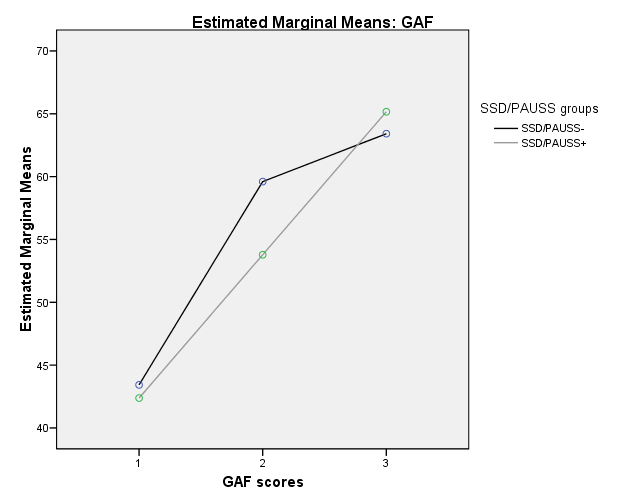 Estimated Marginal Means: GAF
70
65
60
55
50
45
40
Estimated Marginal Means
1 2 3
GAF scores
SSD/PAUSS groups
SSD/PAUSS-
SSD/PAUSS+